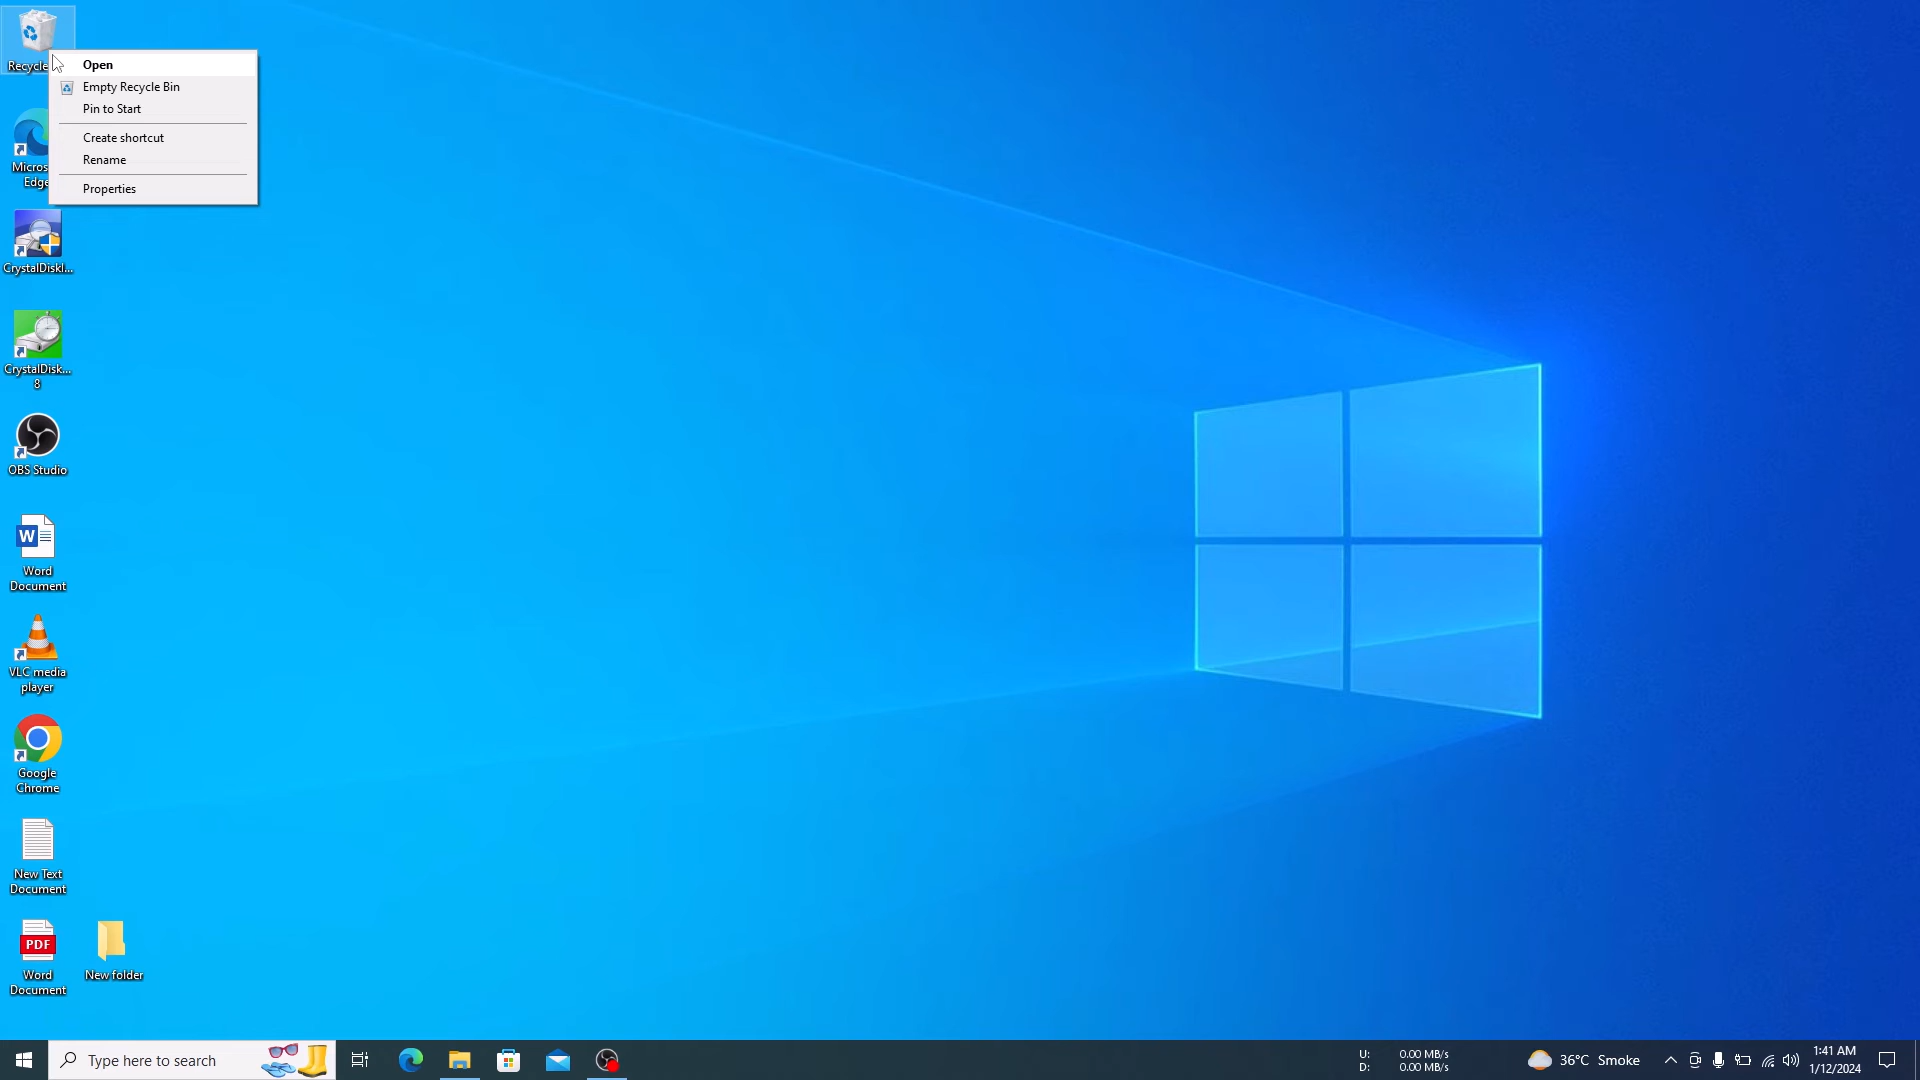 Recycle
Open
Empty Recycle Bin
Pin to Start
Create shortcut
Rename
Properties
Micros
Edge
CrystalDiskI...
CrystalDisk...
8
OBS Studio
W
Word
Document
VLC media
player
Google
Chrome
New Text
Document
PDF
Word
Document
New folder
Type here to search
U: 0.00 MB/s
D: 0.00 MB/s
36°C Smoke
1:41 AM
1/12/2024